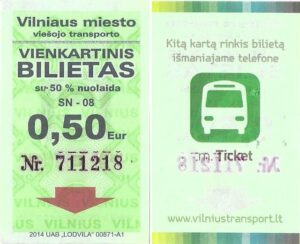 Vilniaus miesto
viešojo transporto
VIENKARTINIS
BILIETAS
su 50 % nuolaida
SN - 08
0,50 Eur
Nr. 711218
VILNIUS
2014 UAB „LODVILA" 00871-A1
Kitą kartą rinkis bilietą
išmaniajame telefone
m.Ticket
www.vilniustransport.lt